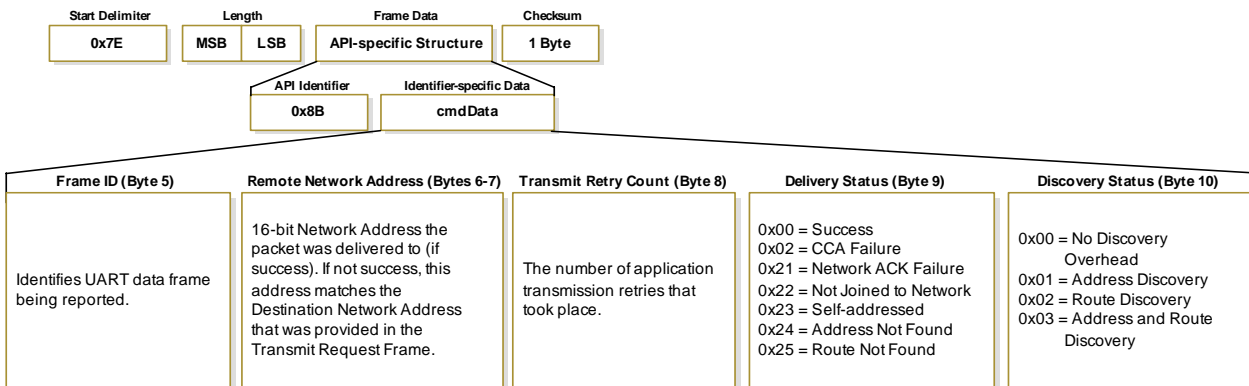 Start Delimiter
Length
Frame Data
Checksum
0x7E
MSB
LSB
API-specific Structure
1 Byte
API Identifier
Identifier-specific Data
0x8B
cmdData
Frame ID (Byte 5)
Identifies UART data frame
being reported.
Remote Network Address (Bytes 6-7)
16-bit Network Address the
packet was delivered to (if
success). If not success, this
address matches the
Destination Network Address
that was provided in the
Transmit Request Frame.
Transmit Retry Count (Byte 8)
The number of application
transmission retries that
took place.
Delivery Status (Byte 9)
0x00 = Success
0x02 = CCA Failure
0x21 = Network ACK Failure
0x22 = Not Joined to Network
0x23 = Self-addressed
0x24 = Address Not Found
0x25 = Route Not Found
Discovery Status (Byte 10)
0x00 = No Discovery
Overhead
0x01 = Address Discovery
0x02 = Route Discovery
0x03 = Address and Route
Discovery